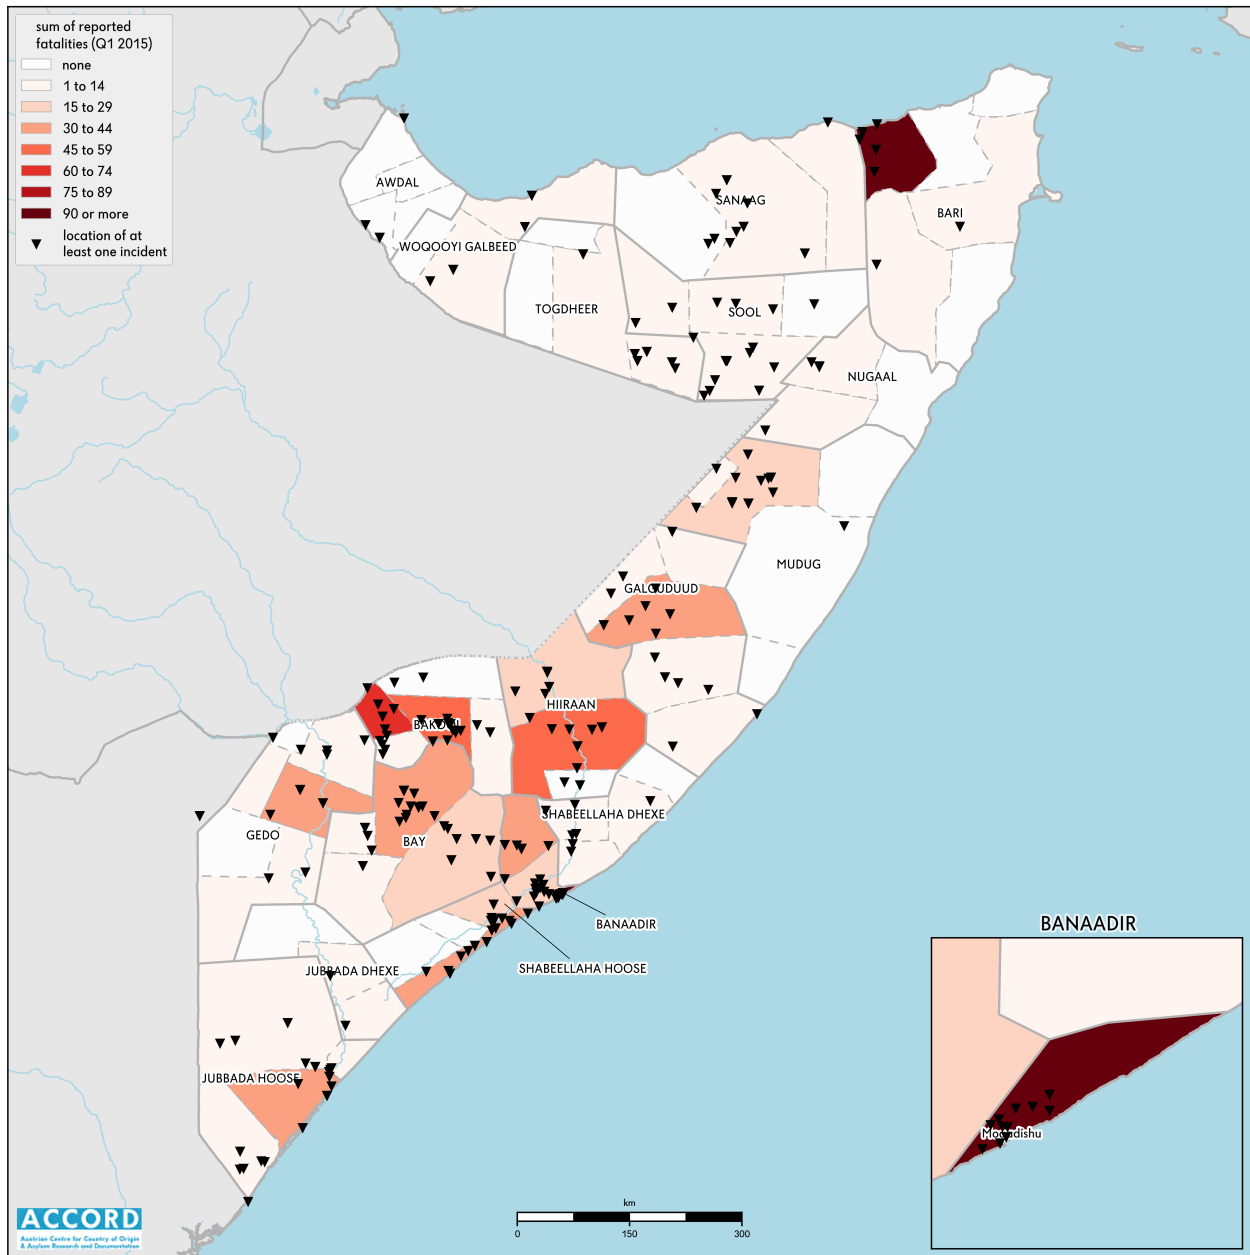 sum of reported
fatalities (Q1 2015)
none
1 to 14
15 to 29
30 to 44
45 to 59
60 to 74
75 to 89
90 or more
location of at
least one incident
AWDAL
WOQOOYI GALBEED
TOGDHEER
SANAAG
SOOL
BARI
NUGAAL
MUDUG
GALGUDUUD
HIIRAAN
BAKOOL
SHABEELLAHA DHEXE
GEDO
BAY
BANAADIR
SHABEELLAHA HOOSE
JUBBADA DHEXE
JUBBADA HOOSE
BANAADIR
Mogadishu
km
0 150 300
ACCORD
Austrian Centre for Country of Origin
& Asylum Research and Documentation